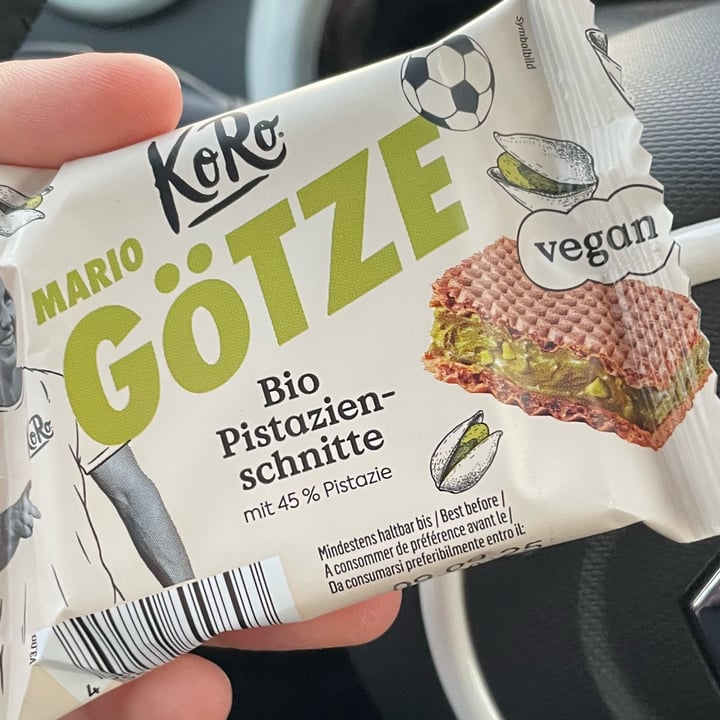 Symbolbild
KoRo
MARIO
GÖTZE
vegan
Bio
Pistazien-
schnitte
mit 45 % Pistazie
KoRo
Mindestens haltbar bis / Best before /
A consommer de préférence avant le /
Da consumarsi preferibilmente entro il: